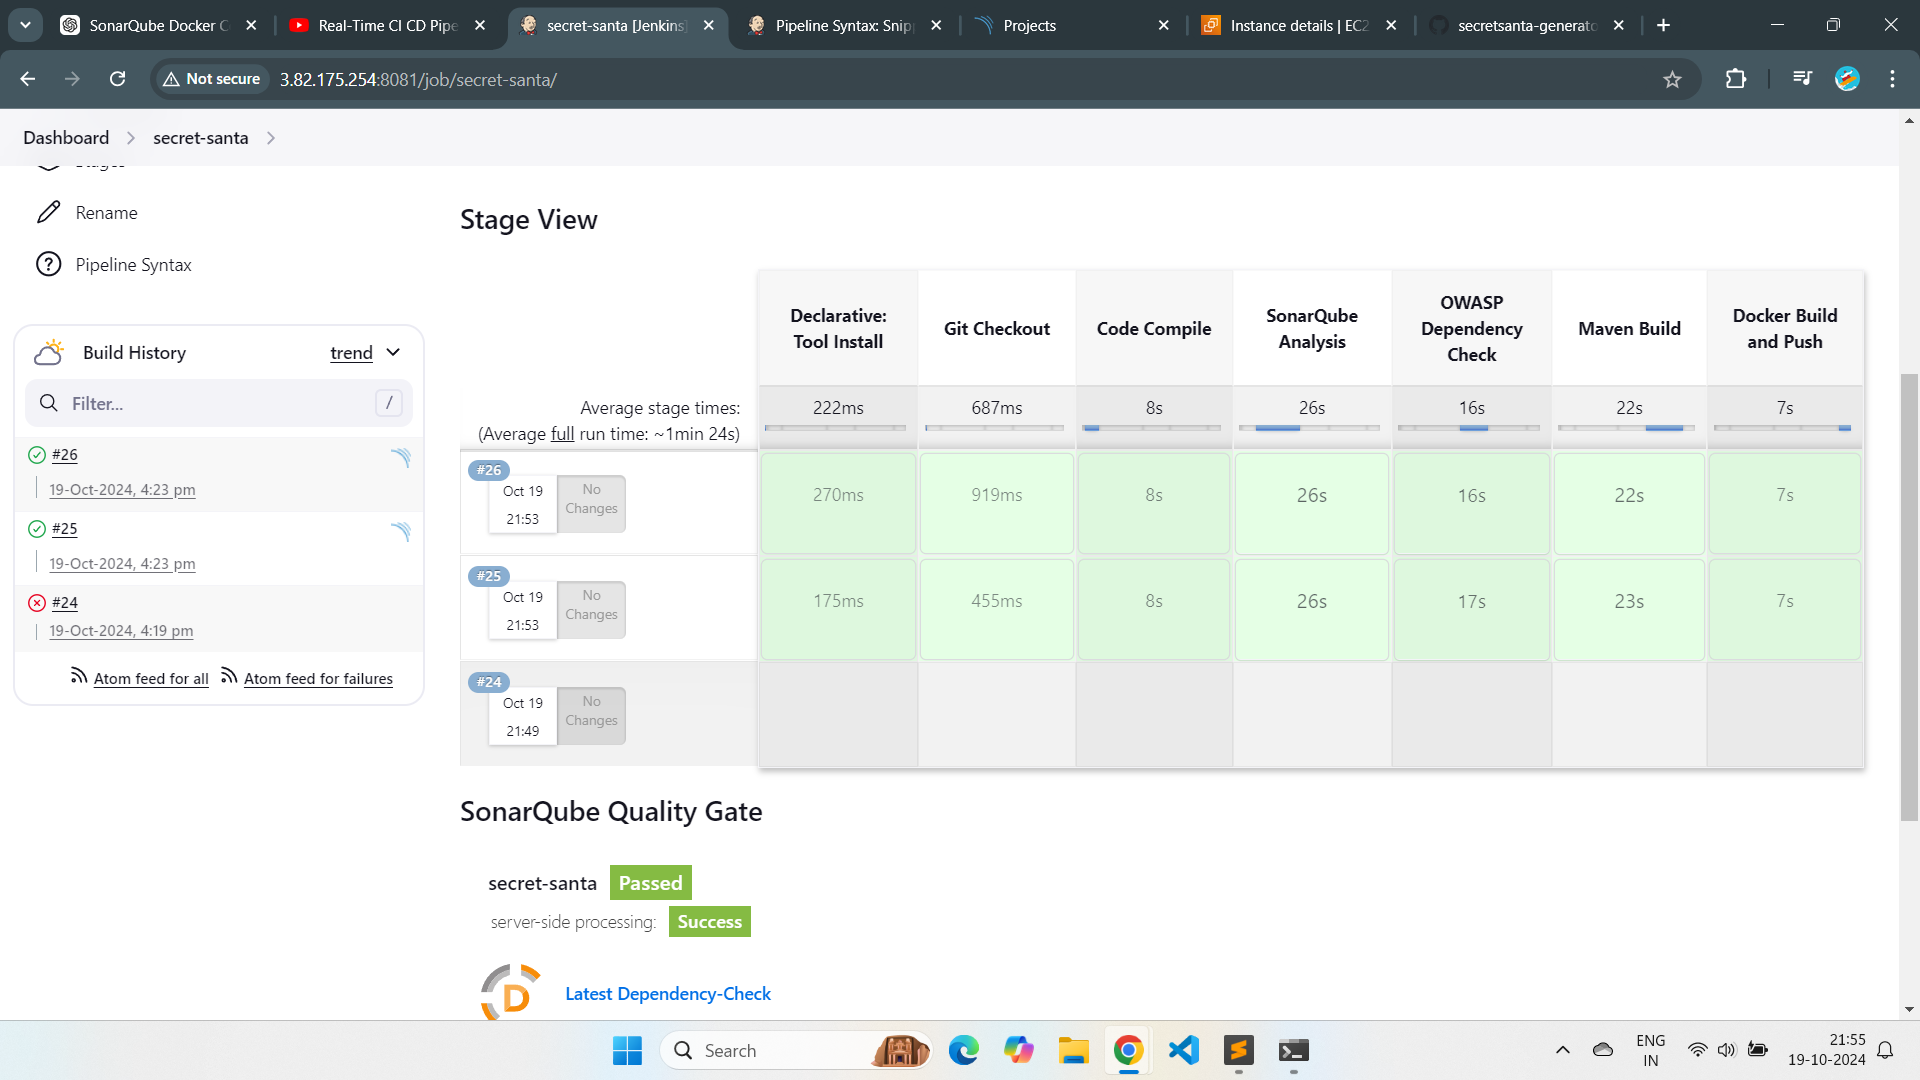 SonarQube Docker C
Real-Time CI CD Pipe
secret-santa [Jenkins]
Pipeline Syntax: Snip
Projects
Instance details | EC2
secretsanta-generato
Not secure
3.82.175.254:8081/job/secret-santa/
Dashboard
secret-santa
Stages
Rename
Pipeline Syntax
Build History
trend
Filter...
/
#26
19-Oct-2024, 4:23 pm
#25
19-Oct-2024, 4:23 pm
#24
19-Oct-2024, 4:19 pm
Atom feed for all
Atom feed for failures
Stage View
Declarative: Tool Install
Git Checkout
Code Compile
SonarQube Analysis
OWASP Dependency Check
Maven Build
Docker Build and Push
Average stage times:
(Average full run time: ~1min 24s)
222ms
687ms
8s
26s
16s
22s
7s
#26
Oct 19
21:53
No Changes
270ms
919ms
8s
26s
16s
22s
7s
#25
Oct 19
21:53
No Changes
175ms
455ms
8s
26s
17s
23s
7s
#24
Oct 19
21:49
No Changes
SonarQube Quality Gate
secret-santa
Passed
server-side processing:
Success
D
Latest Dependency-Check
Search
ENG
IN
21:55
19-10-2024